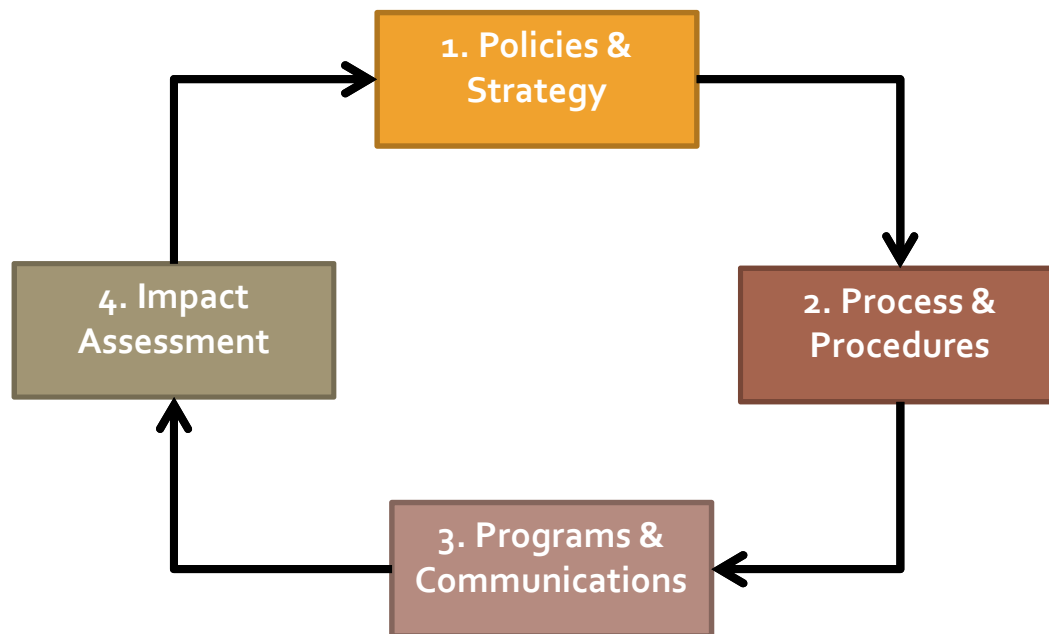 1. Policies &
Strategy
2. Process &
Procedures
3. Programs &
Communications
4. Impact
Assessment